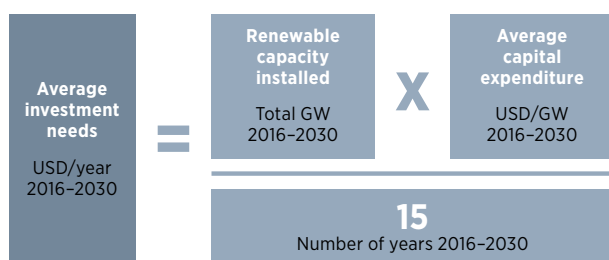 Average
investment
needs
USD/year
2016–2030
=
Renewable
capacity
installed
Total GW
2016–2030
X
Average
capital
expenditure
USD/GW
2016–2030
15
Number of years 2016–2030